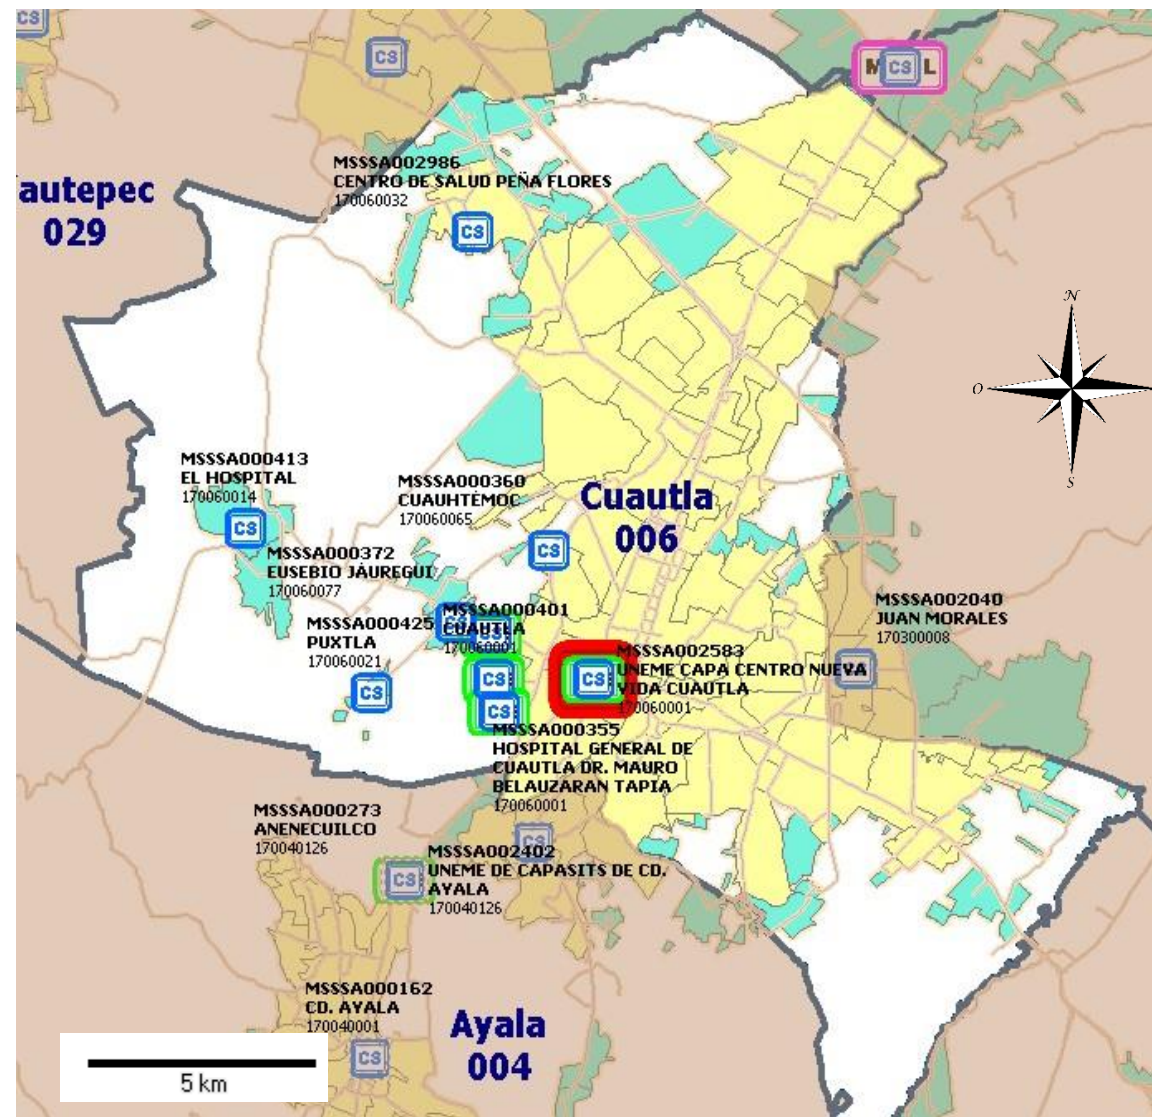 CS
CS
M CS L
MSSSA002986
CENTRO DE SALUD PEÑA FLORES
170060032
CS
autepec
029
N
O
S
MSSSA000413
EL HOSPITAL
170060014
CS
MSSSA000360
CUAUHTÉMOC
170060065
CS
Cuautla
006
MSSSA000372
EUSEBIO JÁUREGUI
170060077
MSSSA000425
PUXTLA
170060021
CS
MSSSA000401
CUAUTLA
170060001
CS
CS
CS
CS
MSSSA002583
UNEME CAPA CENTRO NUEVA
VIDA CUAUTLA
170060001
CS
MSSSA002040
JUAN MORALES
170300008
CS
MSSSA000355
HOSPITAL GENERAL DE
CUAUTLA DR. MAURO
BELAUZARAN TAPIA
170060001
MSSSA000273
ANENECUILCO
170040126
CS
CS
MSSSA002402
UNEME DE CAPASITS DE CD.
AYALA
170040126
MSSSA000162
CD. AYALA
170040001
CS
Ayala
004
5 km